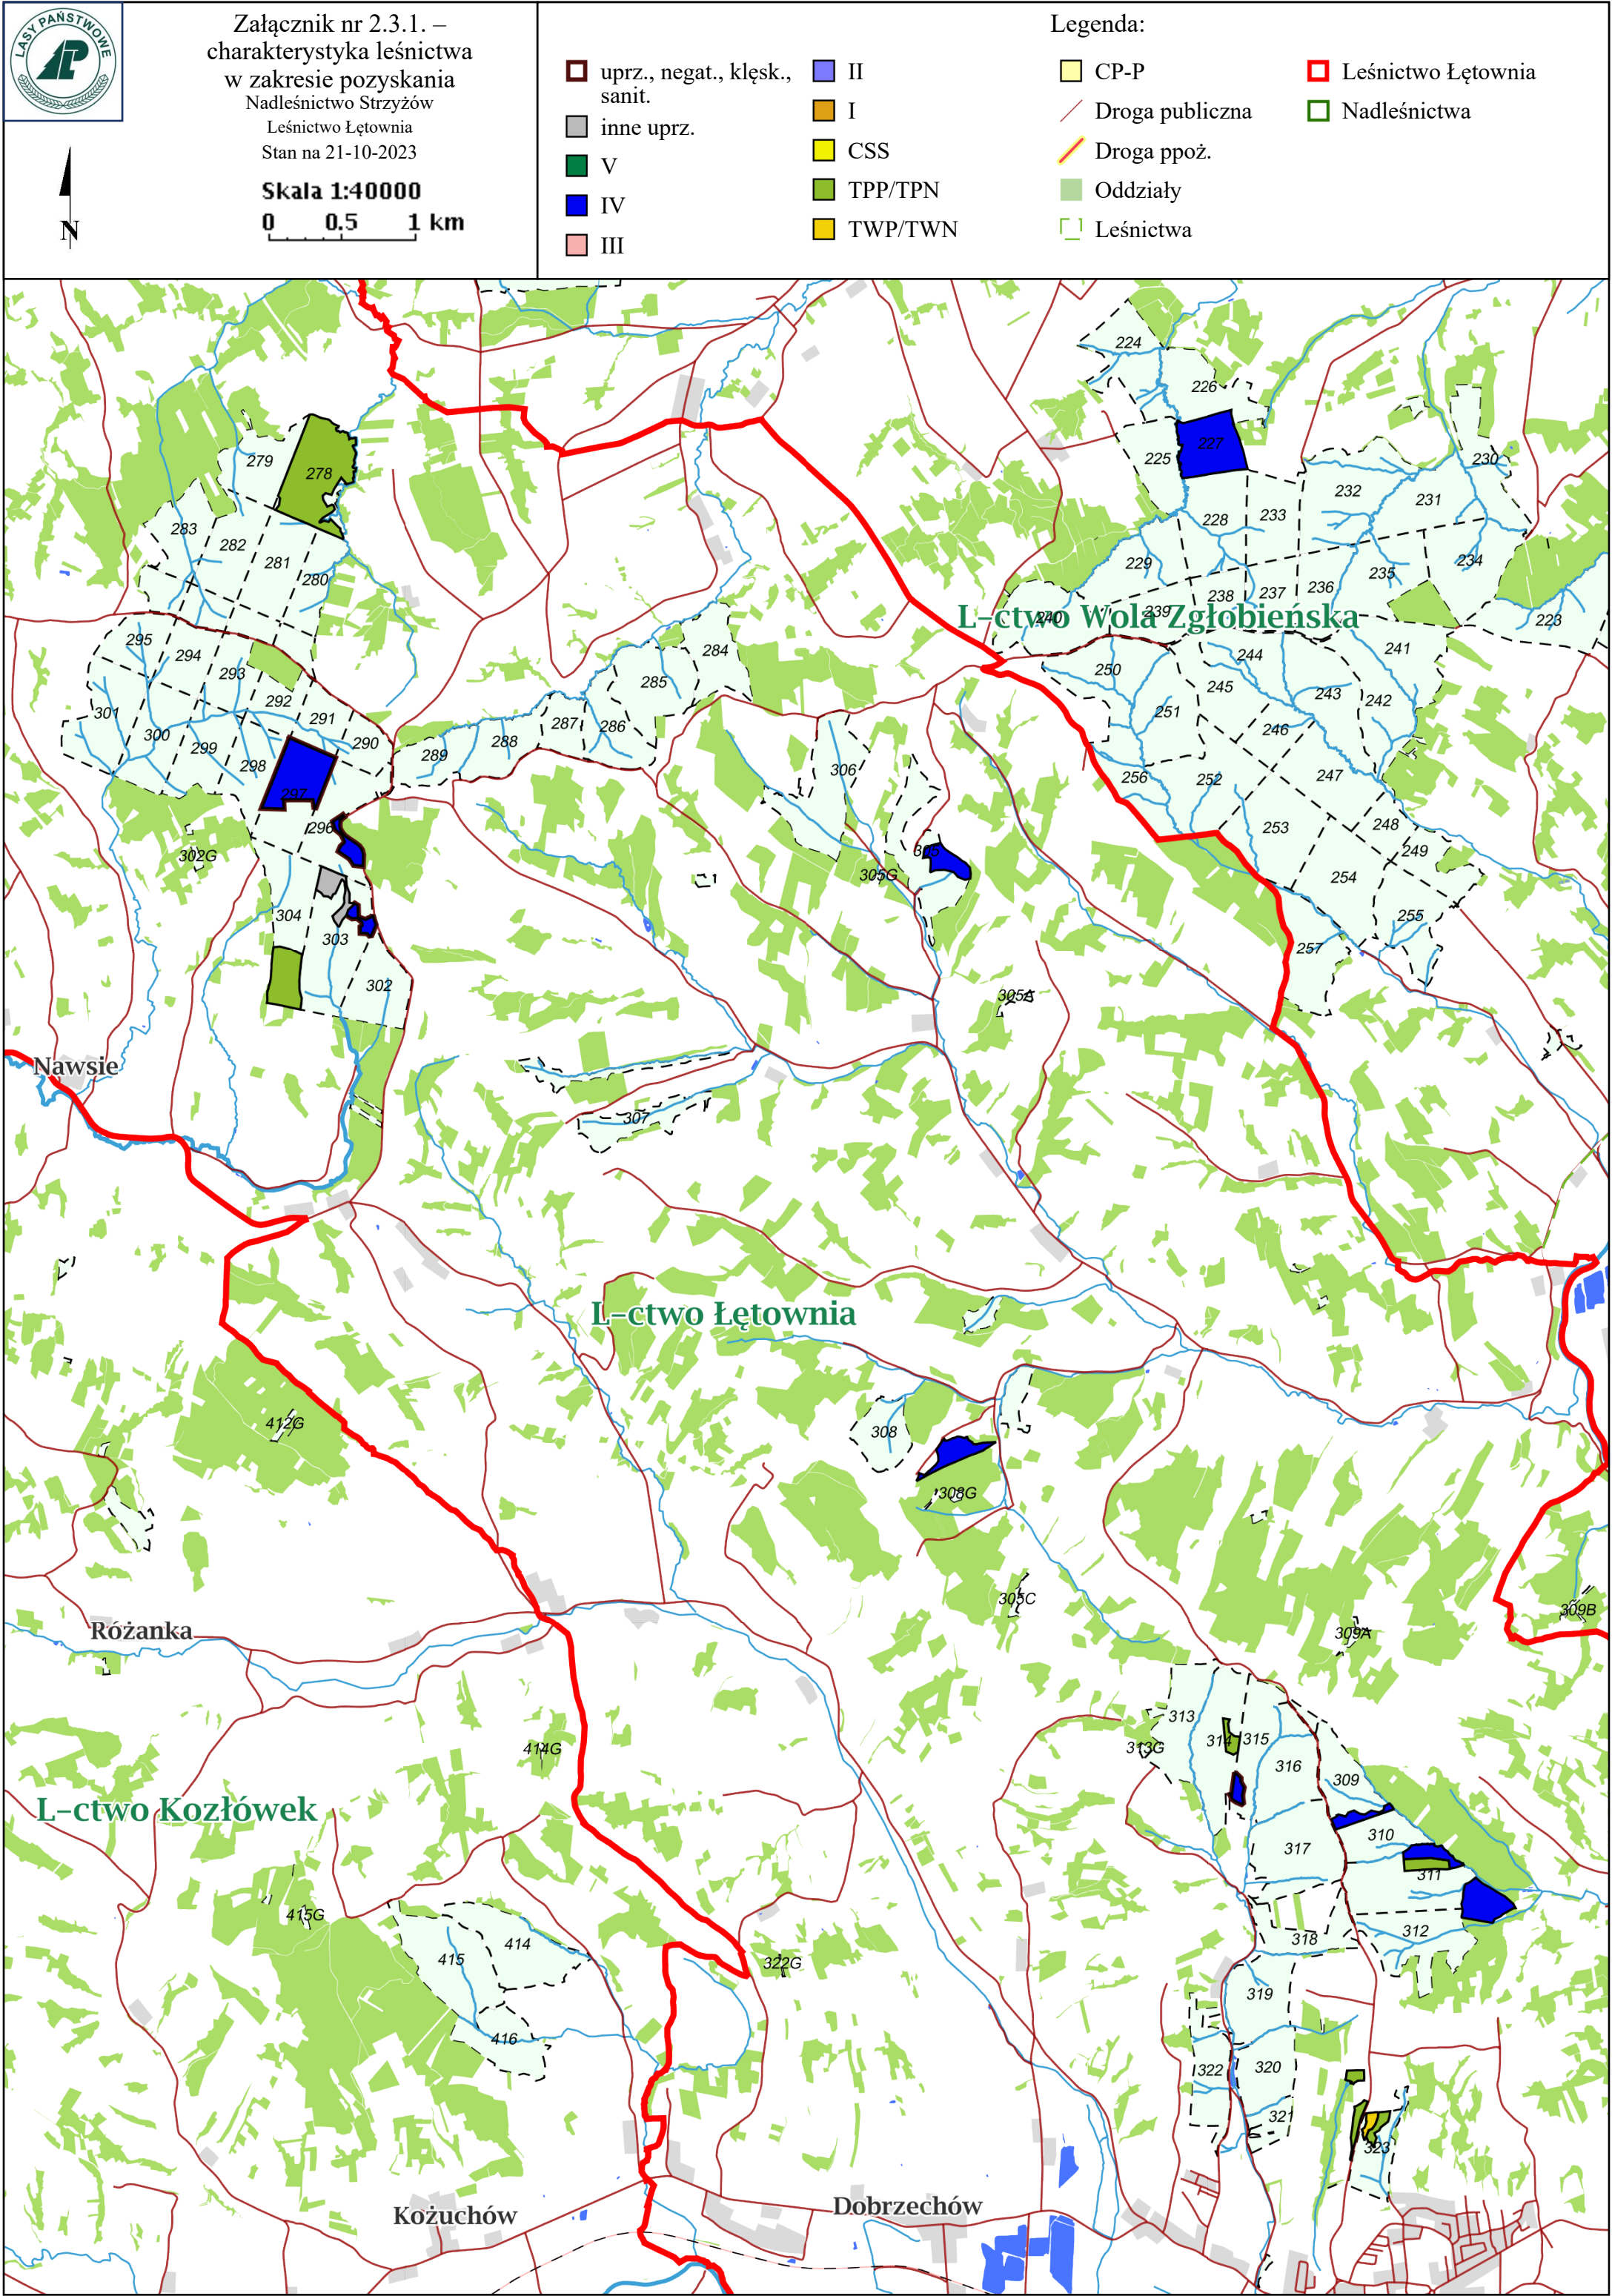 LASY PAŃSTWOWE
Załącznik nr 2.3.1. –
charakterystyka leśnictwa
w zakresie pozyskania
Nadleśnictwo Strzyżów
Leśnictwo Łętownia
Stan na 21-10-2023
Skala 1:40000
0 0.5 1 km
N
Legenda:
uprz., negat., klęsk.,
sanit.
inne uprz.
V
IV
III
II
I
CSS
TPP/TPN
TWP/TWN
CP-P
Droga publiczna
Droga ppoż.
Oddziały
Leśnictwa
Leśnictwo Łętownia
Nadleśnictwa
224
226
227
225
279
278
230
232
231
228
233
283
282
281
280
229
234
235
236
237
238
239
240
L-ctwo Wola Zgłobieńska
223
295
294
293
284
285
241
244
250
245
243
242
292
291
290
301
300
299
298
287
286
288
289
251
246
306
256
252
247
297
296
253
248
249
302G
305
305G
254
304
303
255
257
302
305A
Nawsie
307
L-ctwo Łętownia
412G
308
308G
305C
309B
309A
Różanka
313
314
315
313G
414G
316
309
L-ctwo Kozłówek
310
317
311
415G
312
318
414
415
322G
319
416
322
320
321
323
Kożuchów
Dobrzechów